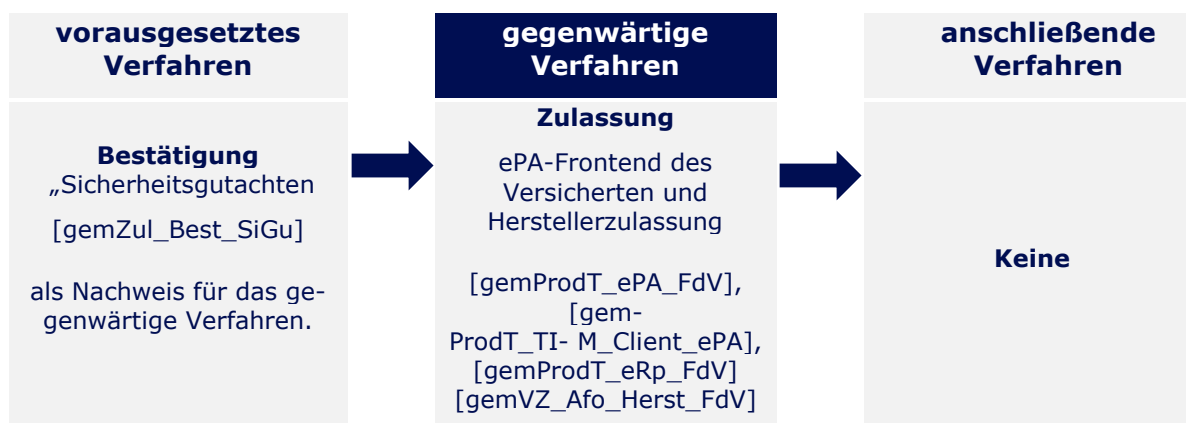 vorausgesetztes
Verfahren
Bestätigung
„Sicherheitsgutachten
[gemZul_Best_SiGu]
als Nachweis für das ge-
genwärtige Verfahren.
gegenwärtige
Verfahren
Zulassung
ePA-Frontend des
Versicherten und
Herstellerzulassung
[gemProdT_ePA_FdV],
[gem-
ProdT_TI- M_Client_ePA],
[gemProdT_eRp_FdV]
[gemVZ_Afo_Herst_FdV]
anschließende
Verfahren
Keine